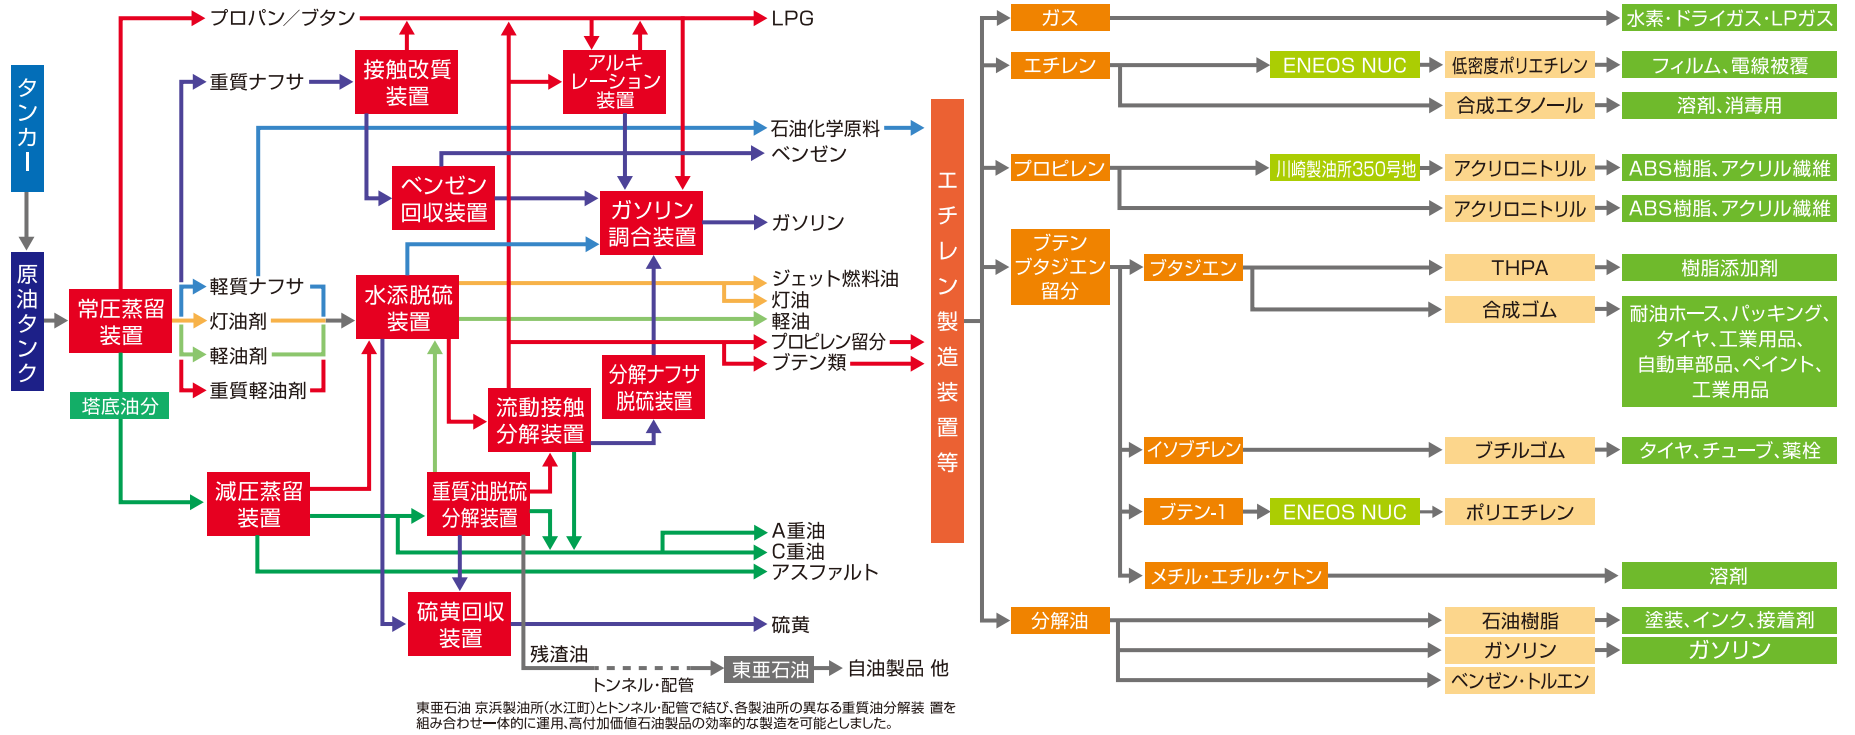 タンカー
原油タンク
常圧蒸留
装置
塔底油分
減圧蒸留
装置
プロパン／ブタン
重質ナフサ
軽質ナフサ
灯油剤
軽油剤
重質軽油剤
接触改質
装置
ベンゼン
回収装置
水添脱硫
装置
流動接触
分解装置
重質油脱硫
分解装置
硫黄回収
装置
アルキ
レーション
装置
ガソリン
調合装置
分解ナフサ
脱硫装置
LPG
石油化学原料
ベンゼン
ガソリン
ジェット燃料油
灯油
軽油
プロピレン留分
ブテン類
A重油
C重油
アスファルト
硫黄
残渣油
トンネル・配管
東亜石油
自油製品 他
東亜石油 京浜製油所（水江町）とトンネル・配管で結び、各製油所の異なる重質油分解装 置を
組み合わせ一体的に運用、高付加価値石油製品の効率的な製造を可能としました。
エチレン製造装置等
ガス
水素・ドライガス・LPガス
エチレン
ENEOS NUC
低密度ポリエチレン
フィルム、電線被覆
合成エタノール
溶剤、消毒用
プロピレン
川崎製油所350号地
アクリロニトリル
ABS樹脂、アクリル繊維
アクリロニトリル
ABS樹脂、アクリル繊維
ブテン
ブタジエン
留分
ブタジエン
THPA
樹脂添加剤
合成ゴム
耐油ホース、パッキング、
タイヤ、工業用品、
自動車部品、ペイント、
工業用品
イソブチレン
ブチルゴム
タイヤ、チューブ、薬栓
ブテン-1
ENEOS NUC
ポリエチレン
メチル・エチル・ケトン
溶剤
分解油
石油樹脂
塗装、インク、接着剤
ガソリン
ガソリン
ベンゼン・トルエン